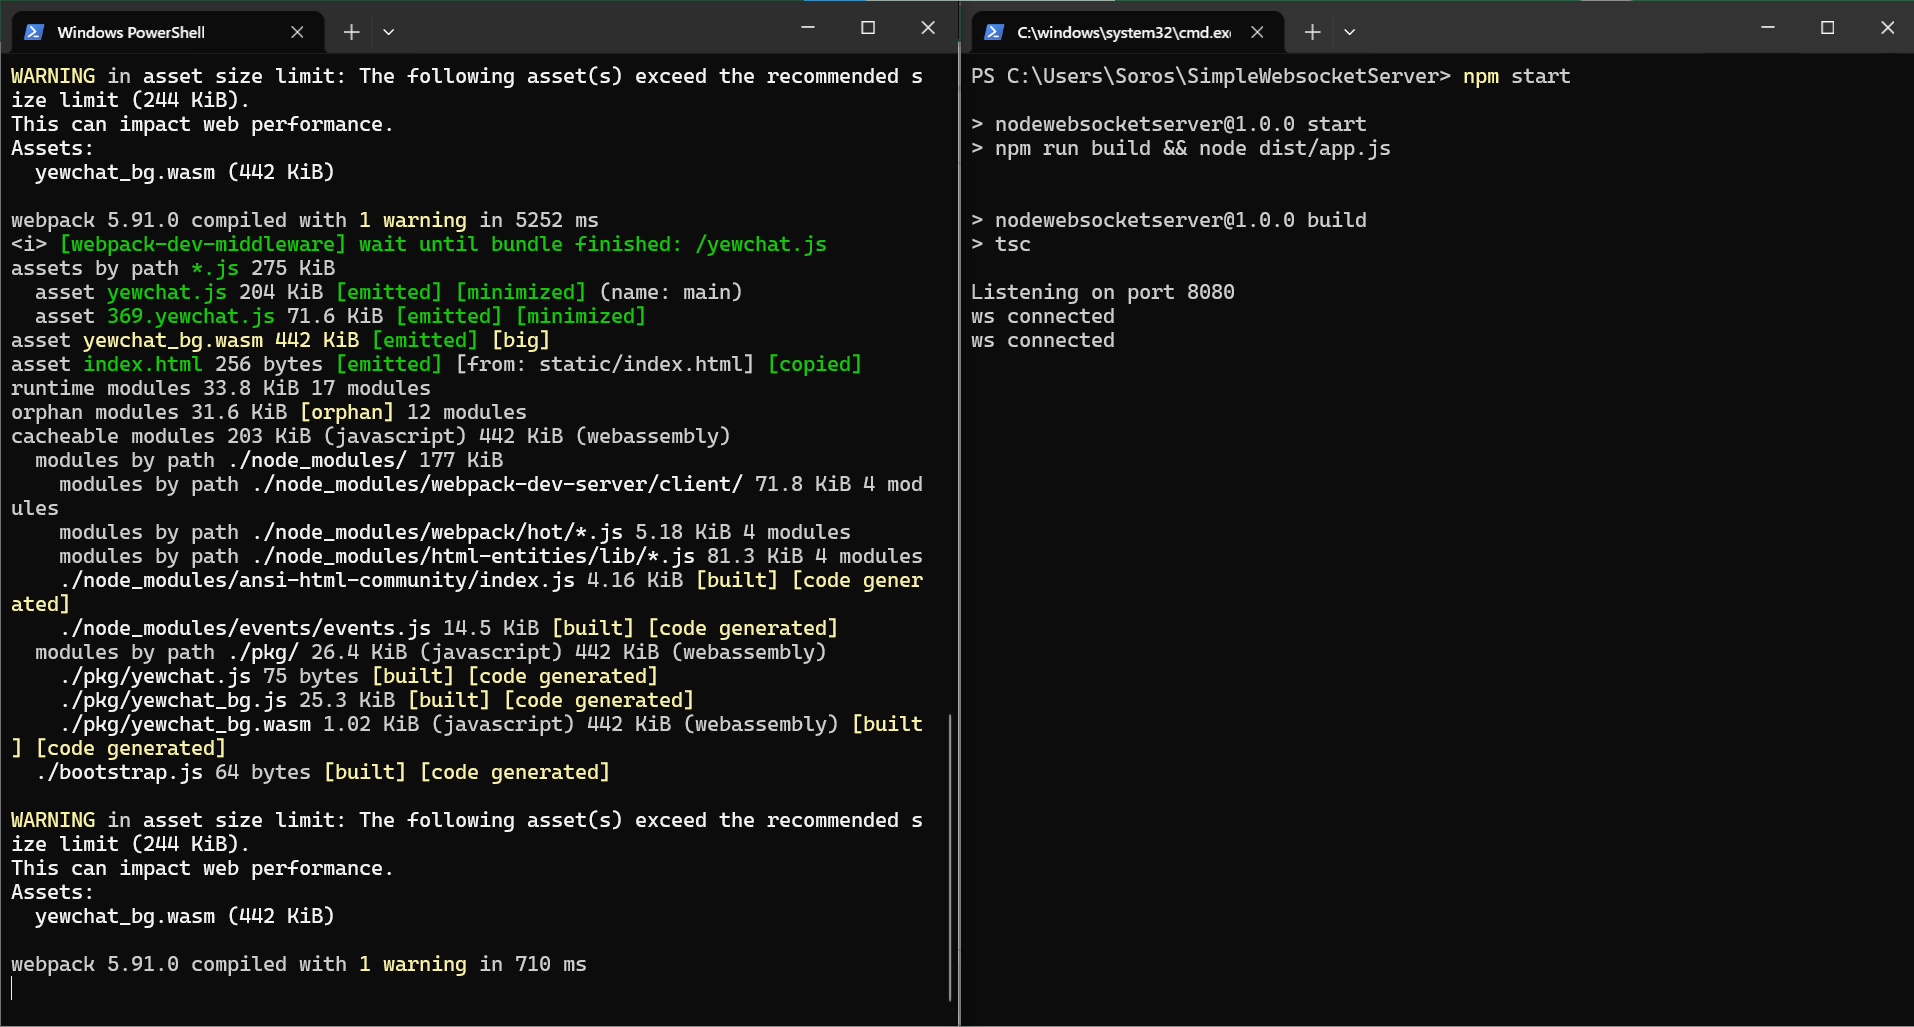 Windows PowerShell
WARNING in asset size limit: The following asset(s) exceed the recommended s
ize limit (244 KiB).
This can impact web performance.
Assets:
  yewchat_bg.wasm (442 KiB)

webpack 5.91.0 compiled with 1 warning in 5252 ms
<i> [webpack-dev-middleware] wait until bundle finished: /yewchat.js
assets by path *.js 275 KiB
  asset yewchat.js 204 KiB [emitted] [minimized] (name: main)
  asset 369.yewchat.js 71.6 KiB [emitted] [minimized]
asset yewchat_bg.wasm 442 KiB [emitted] [big]
asset index.html 256 bytes [emitted] [from: static/index.html] [copied]
runtime modules 33.8 KiB 17 modules
orphan modules 31.6 KiB [orphan] 12 modules
cacheable modules 203 KiB (javascript) 442 KiB (webassembly)
  modules by path ./node_modules/ 177 KiB
    modules by path ./node_modules/webpack-dev-server/client/ 71.8 KiB 4 mod
ules
    modules by path ./node_modules/webpack/hot/*.js 5.18 KiB 4 modules
    modules by path ./node_modules/html-entities/lib/*.js 81.3 KiB 4 modules
    ./node_modules/ansi-html-community/index.js 4.16 KiB [built] [code gener
ated]
    ./node_modules/events/events.js 14.5 KiB [built] [code generated]
  modules by path ./pkg/ 26.4 KiB (javascript) 442 KiB (webassembly)
    ./pkg/yewchat.js 75 bytes [built] [code generated]
    ./pkg/yewchat_bg.js 25.3 KiB [built] [code generated]
    ./pkg/yewchat_bg.wasm 1.02 KiB (javascript) 442 KiB (webassembly) [built
] [code generated]
  ./bootstrap.js 64 bytes [built] [code generated]

WARNING in asset size limit: The following asset(s) exceed the recommended s
ize limit (244 KiB).
This can impact web performance.
Assets:
  yewchat_bg.wasm (442 KiB)

webpack 5.91.0 compiled with 1 warning in 710 ms
C:\windows\system32\cmd.exe
PS C:\Users\Soros\SimpleWebsocketServer> npm start

> nodewebsocketserver@1.0.0 start
> npm run build && node dist/app.js

> nodewebsocketserver@1.0.0 build
> tsc

Listening on port 8080
ws connected
ws connected